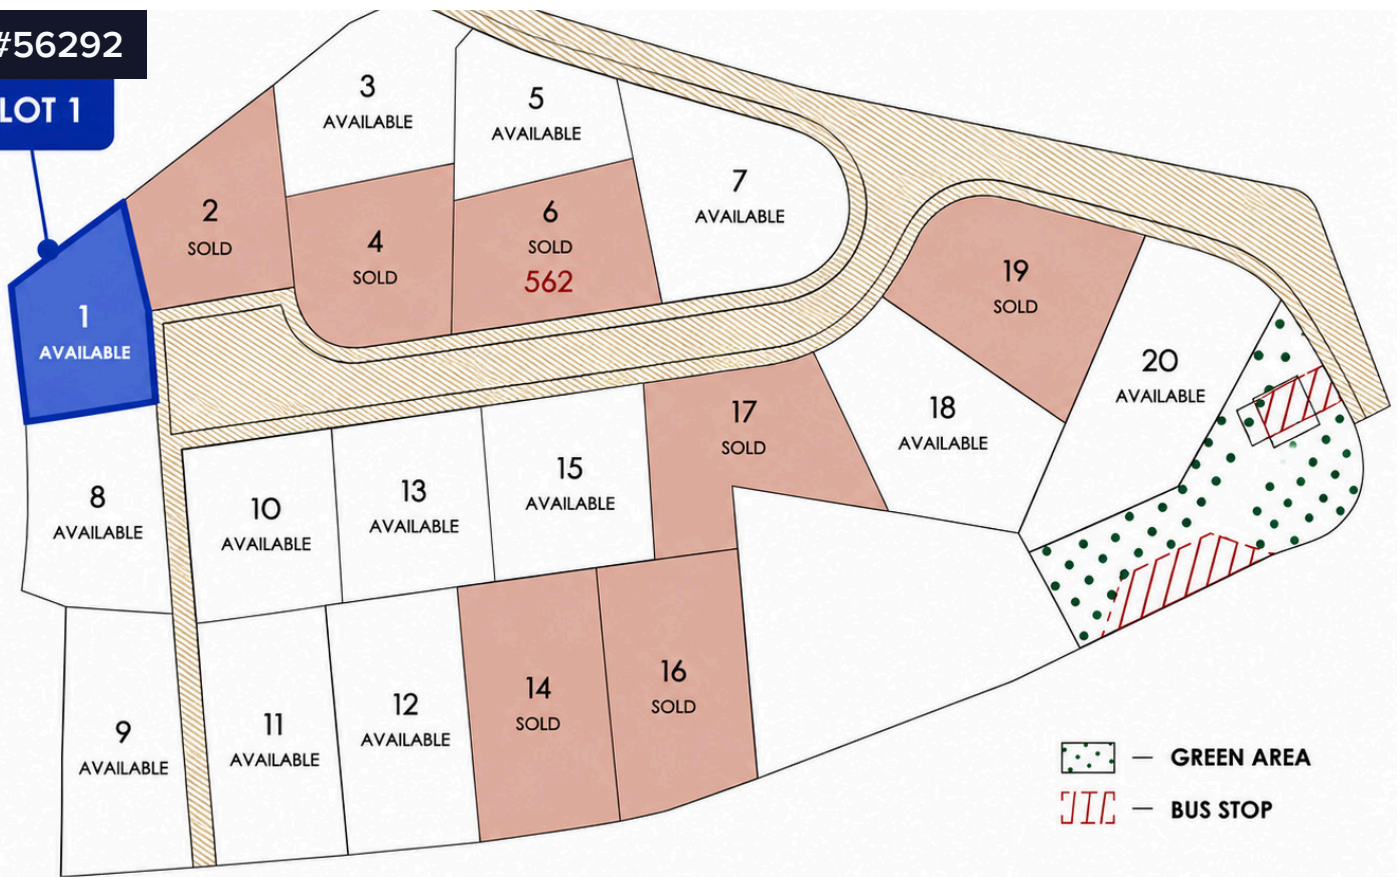 #56292
LOT 1
3
AVAILABLE
5
AVAILABLE
7
AVAILABLE
2
SOLD
4
SOLD
6
SOLD
562
19
SOLD
1
AVAILABLE
20
AVAILABLE
17
SOLD
18
AVAILABLE
8
AVAILABLE
10
AVAILABLE
13
AVAILABLE
15
AVAILABLE
9
AVAILABLE
11
AVAILABLE
12
AVAILABLE
14
SOLD
16
SOLD
— GREEN AREA
— BUS STOP